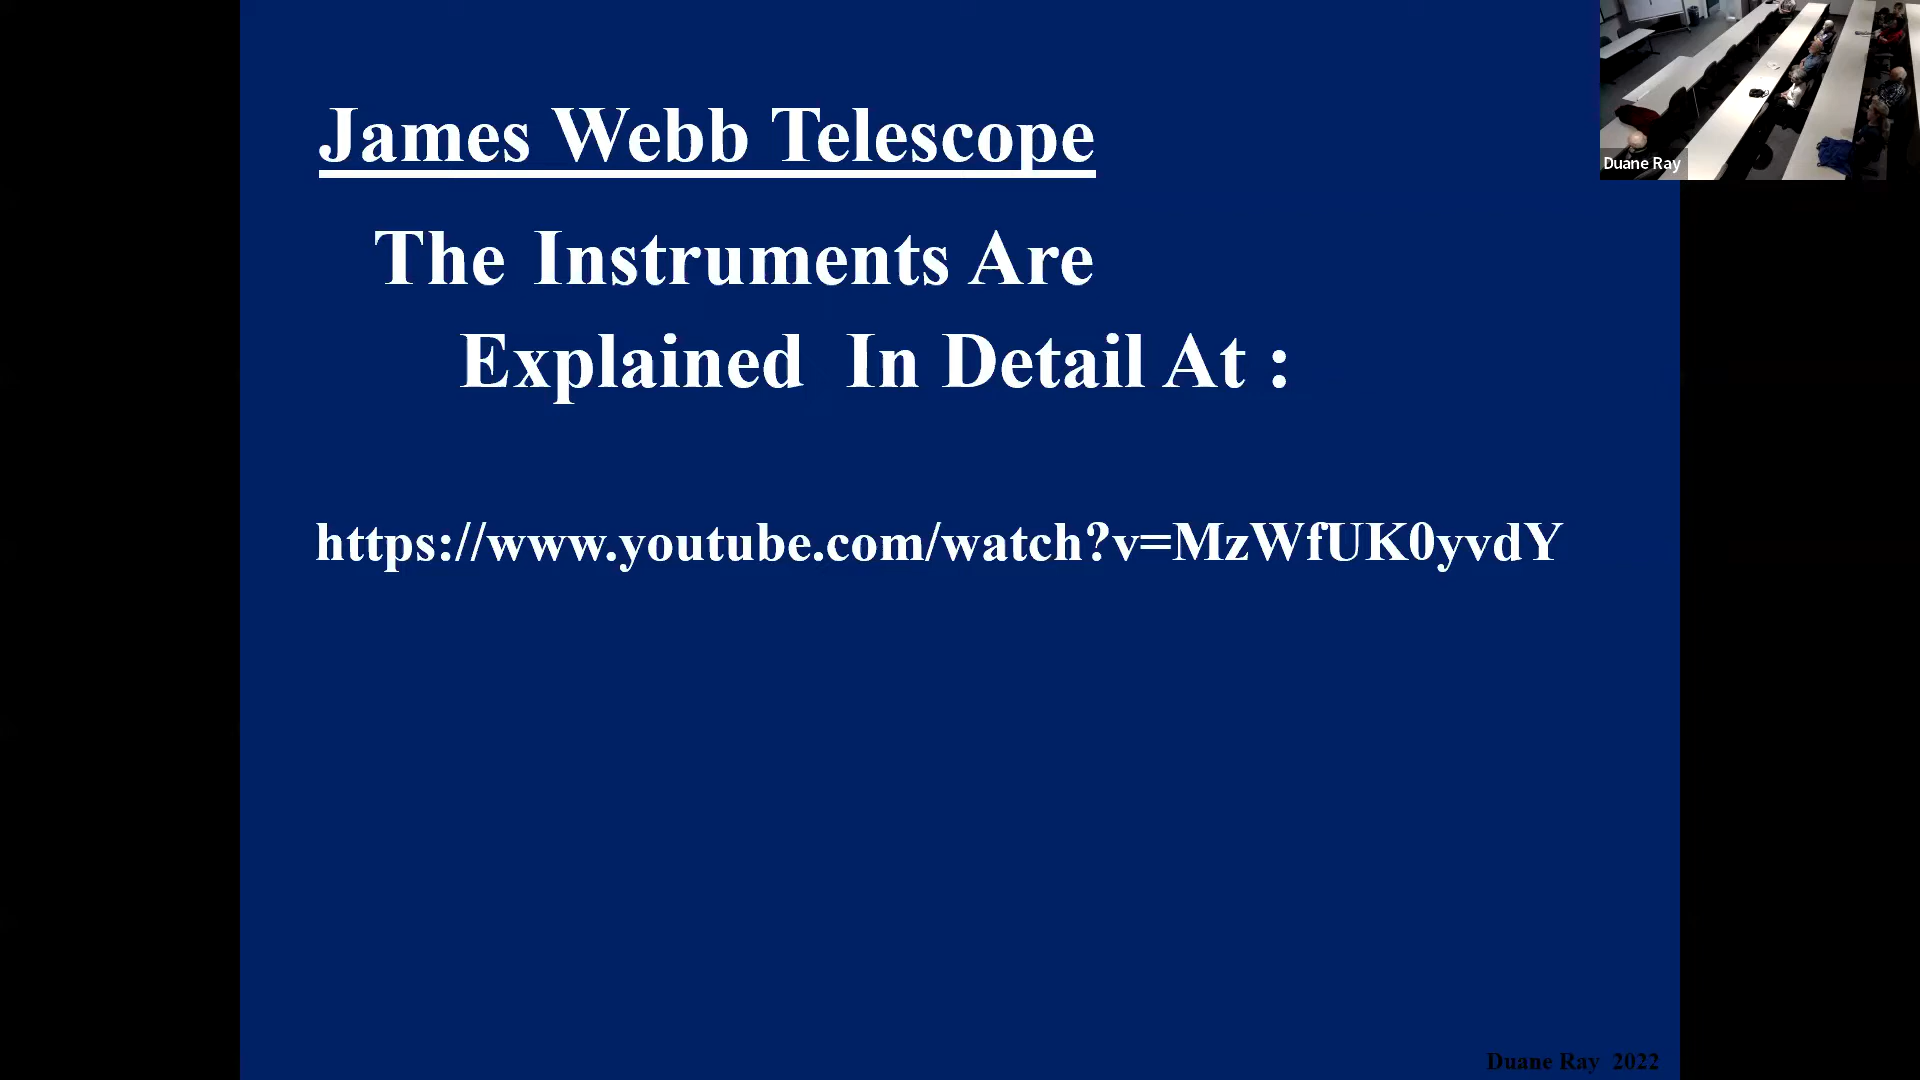 James Webb Telescope
The Instruments Are
Explained In Detail At :
https://www.youtube.com/watch?v=MzWfUK0yvdY
Duane Ray
Duane Ray 2022